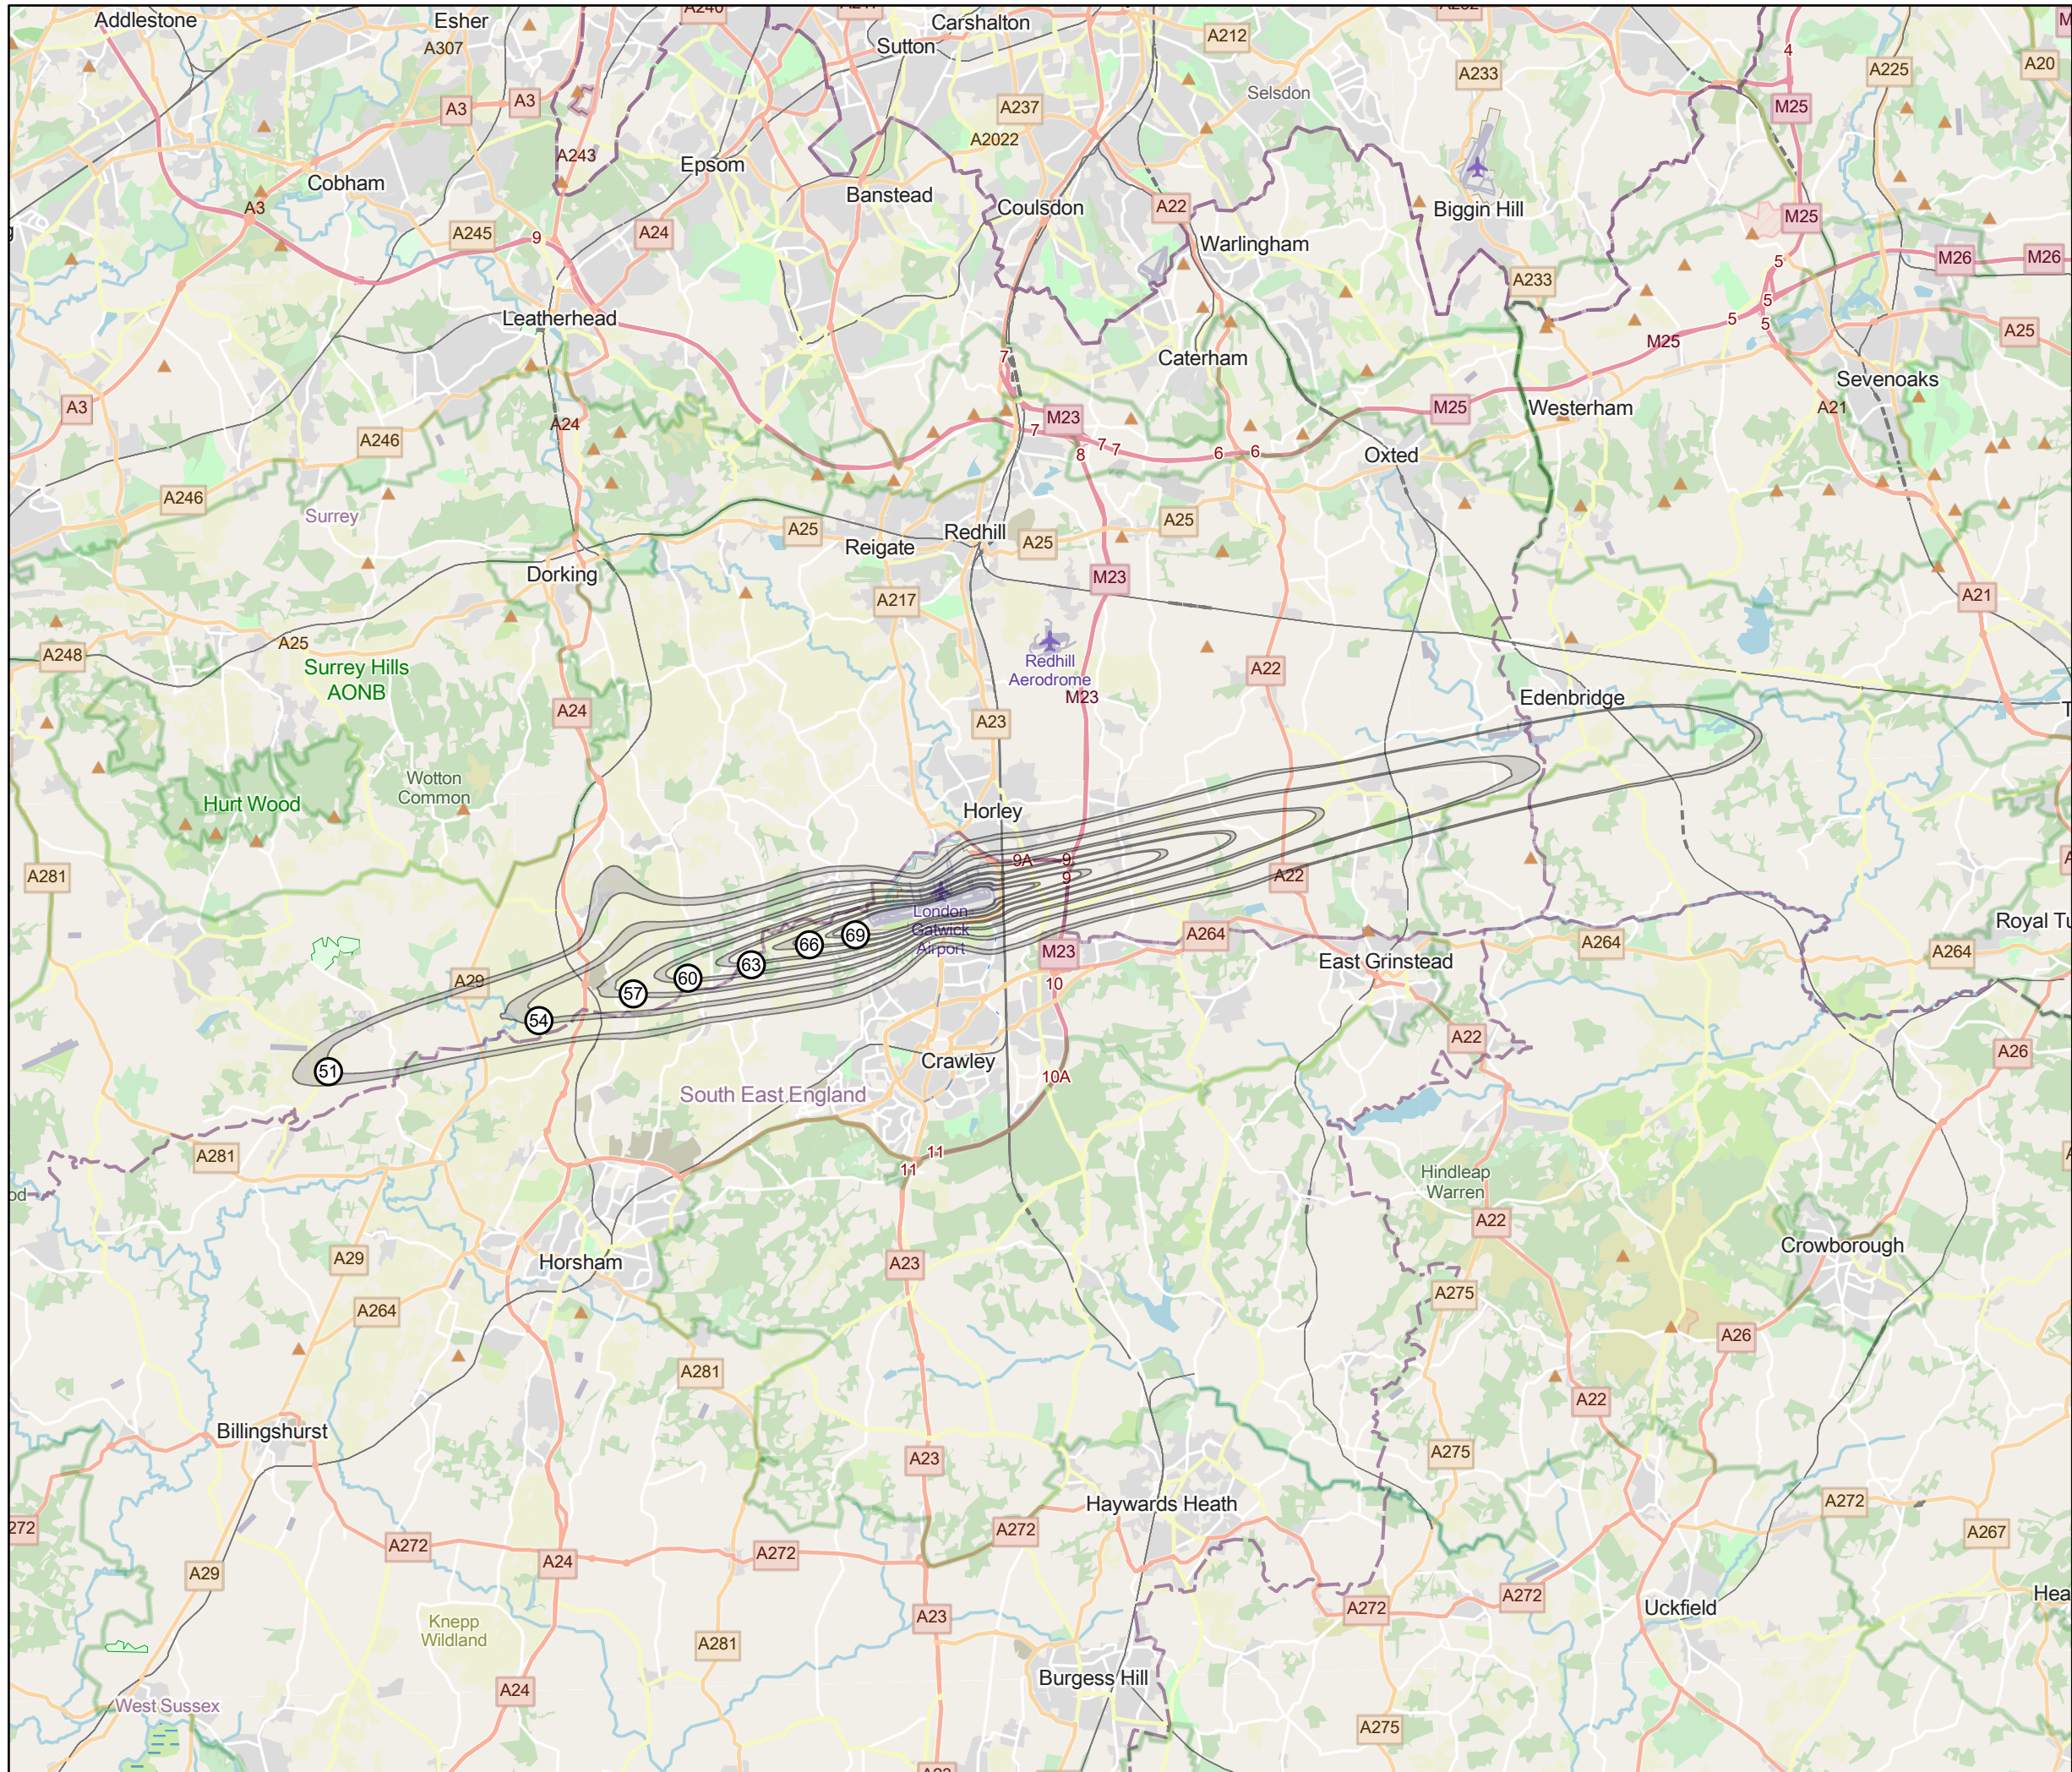 Addlestone
Esher
A240
Carshalton
A307
Sutton
A212
A233
4
A225
A20
A3
A3
A237
Selsdon
M25
A2022
A243
Epsom
Cobham
Banstead
Coulsdon
A22
Biggin Hill
M25
A3
A245
9
A24
Warlingham
A233
5
M26
M26
5
Leatherhead
5
5
M25
A25
7
Caterham
Sevenoaks
A3
A24
M23
M25
Westerham
A21
A246
7
7
7
8
6
6
Oxted
A246
Surrey
A25
Redhill
A25
A25
Reigate
Dorking
M23
A217
A21
A25
A248
Surrey Hills
AONB
Redhill
Aerodrome
A22
M23
Edenbridge
A24
A23
Wotton
Common
Hurt Wood
Horley
9A
9
9
A281
A22
London
Gatwick
Airport
Royal Tu
69
66
A264
A264
A264
M23
63
East Grinstead
60
A29
57
10
54
A22
A26
Crawley
51
10A
South East England
A281
11
11
Hindleap
Warren
A22
A29
Horsham
A23
Crowborough
A264
A275
A26
A281
A22
Billingshurst
A23
A275
Haywards Heath
A272
272
A272
A267
A272
A24
A272
A29
A272
Hea
A23
A272
Uckfield
Knepp
Wildland
A281
Burgess Hill
A24
West Sussex
A275